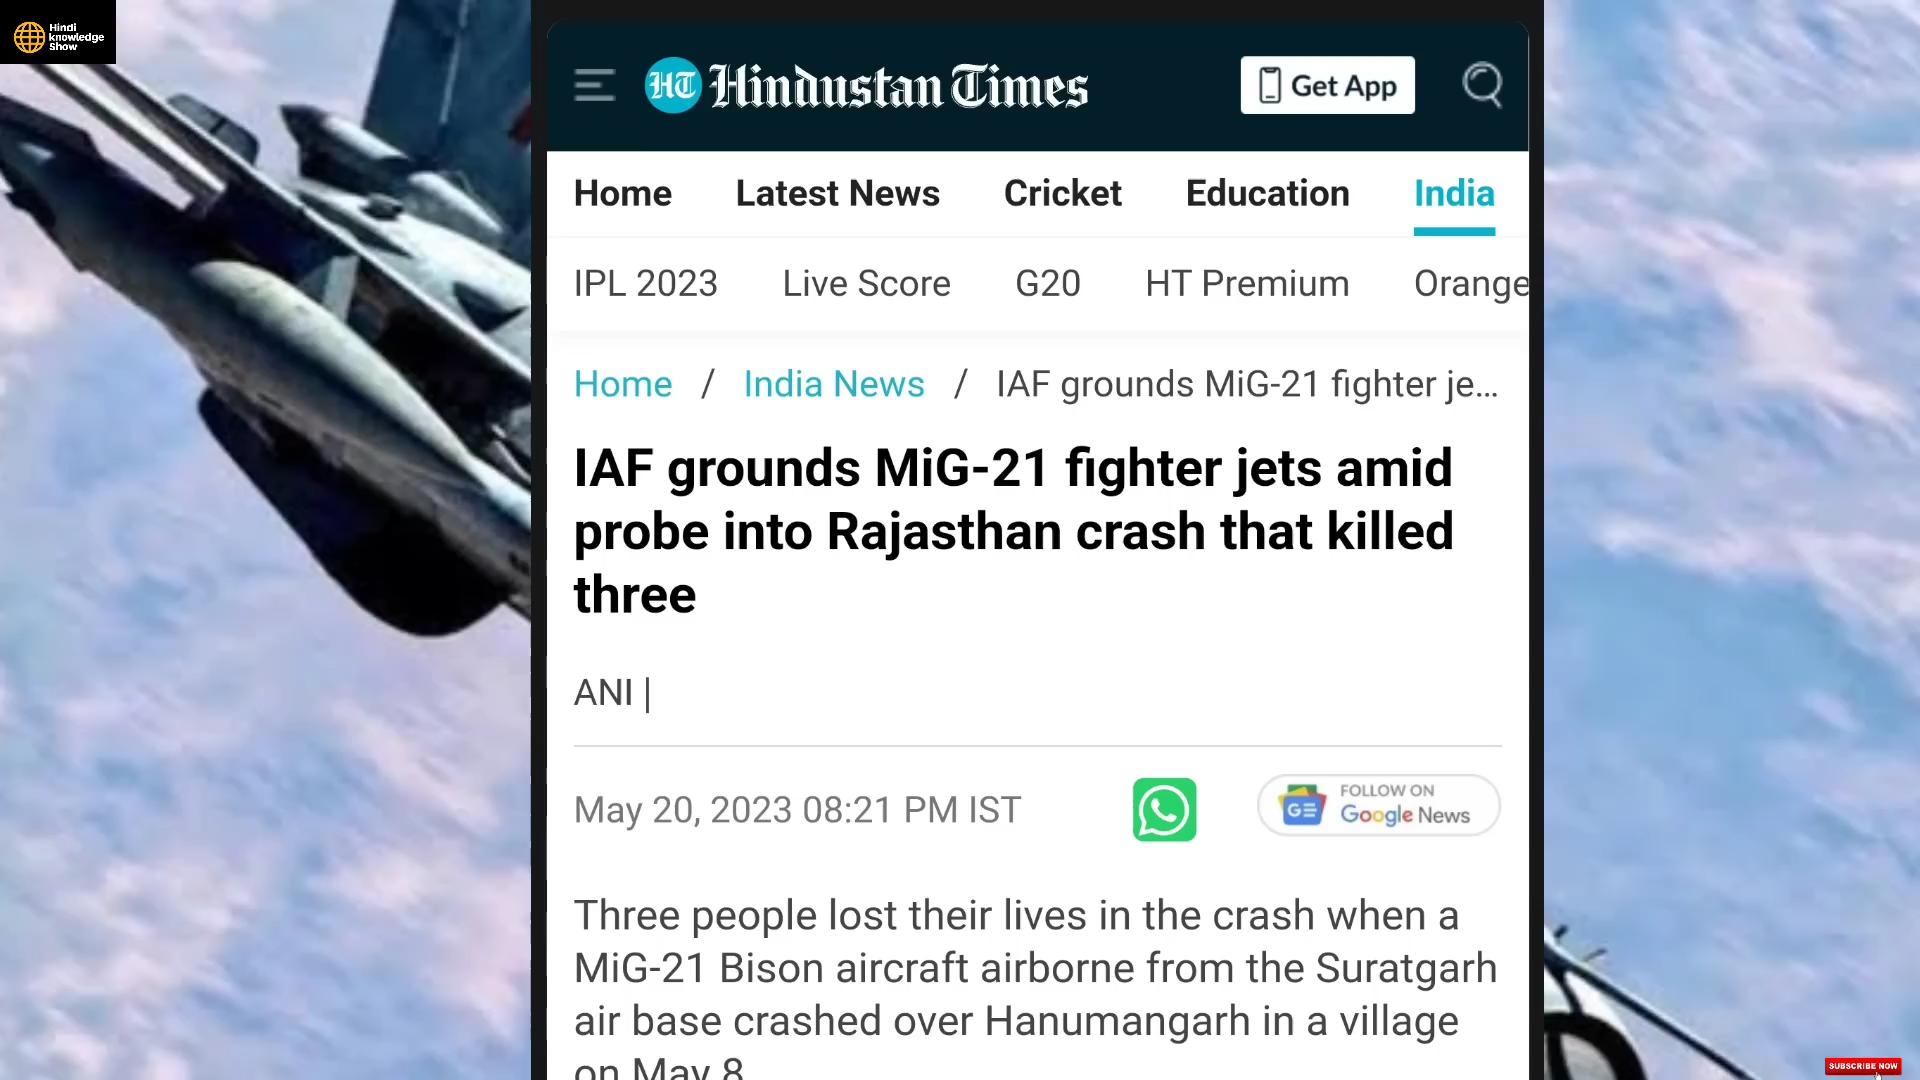 Hindi
knowledge
Show
HT Hindustan Times
Get App
Home Latest News Cricket Education India
IPL 2023 Live Score G20 HT Premium Orange
Home / India News / IAF grounds MiG-21 fighter je...
IAF grounds MiG-21 fighter jets amid
probe into Rajasthan crash that killed
three
ANI |
May 20, 2023 08:21 PM IST
GE FOLLOW ON
Google News
Three people lost their lives in the crash when a
MiG-21 Bison aircraft airborne from the Suratgarh
air base crashed over Hanumangarh in a village
on May 8
SUBSCRIBE NOW